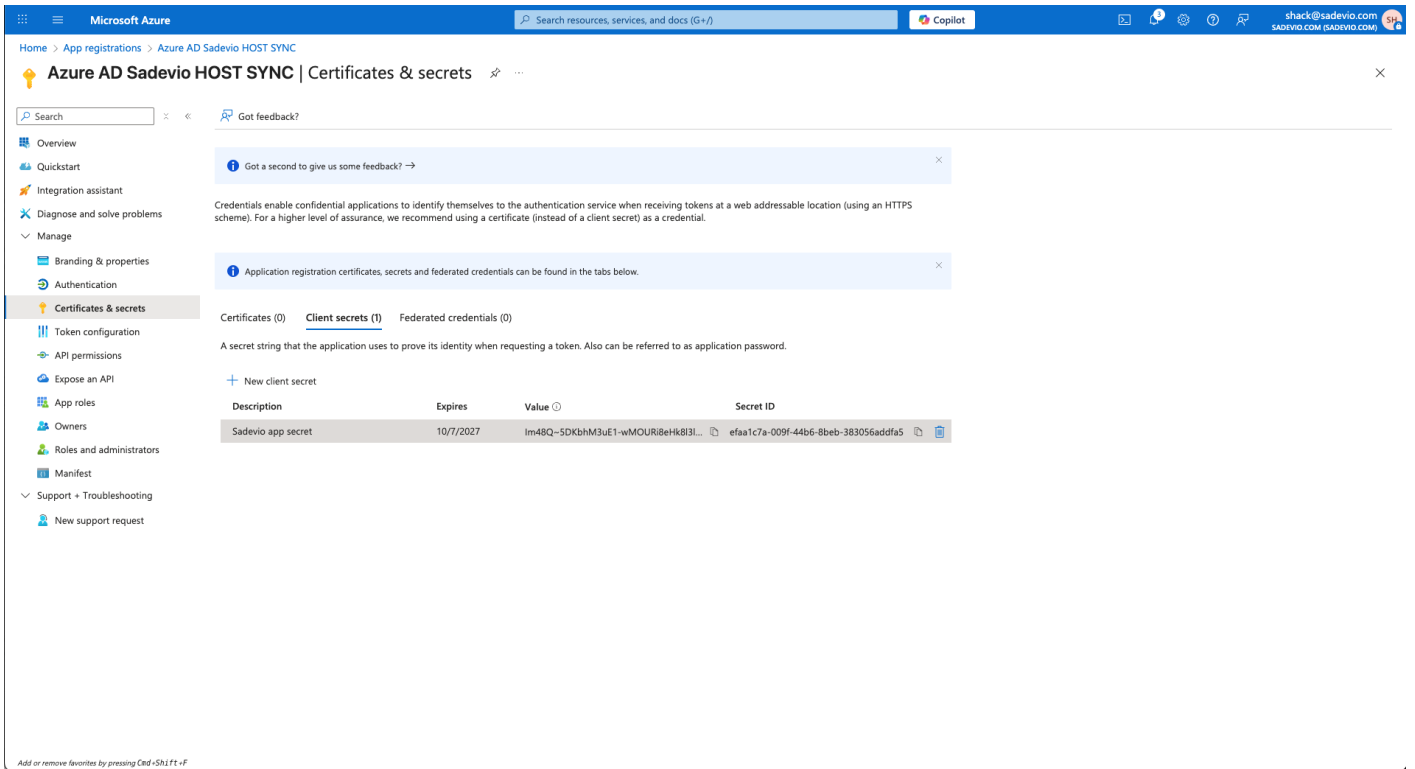 Microsoft Azure
Search resources, services, and docs (G+/)
Copilot
3
shack@sadevio.com
SADEVIO.COM (SADEVIO.COM)
SH
Home > App registrations > Azure AD Sadevio HOST SYNC
Azure AD Sadevio HOST SYNC | Certificates & secrets
Search
Got feedback?
Overview
Quickstart
Integration assistant
Diagnose and solve problems
Manage
Branding & properties
Authentication
Certificates & secrets
Token configuration
API permissions
Expose an API
App roles
Owners
Roles and administrators
Manifest
Support + Troubleshooting
New support request
Got a second to give us some feedback? →
Credentials enable confidential applications to identify themselves to the authentication service when receiving tokens at a web addressable location (using an HTTPS
scheme). For a higher level of assurance, we recommend using a certificate (instead of a client secret) as a credential.
Application registration certificates, secrets and federated credentials can be found in the tabs below.
Certificates (0) Client secrets (1) Federated credentials (0)
A secret string that the application uses to prove its identity when requesting a token. Also can be referred to as application password.
New client secret
Description Expires Value Secret ID
Sadevio app secret 10/7/2027 efaa1c7a-009f-44b6-8beb-383056addfa5
Add or remove favorites by pressing Cmd+Shift+F